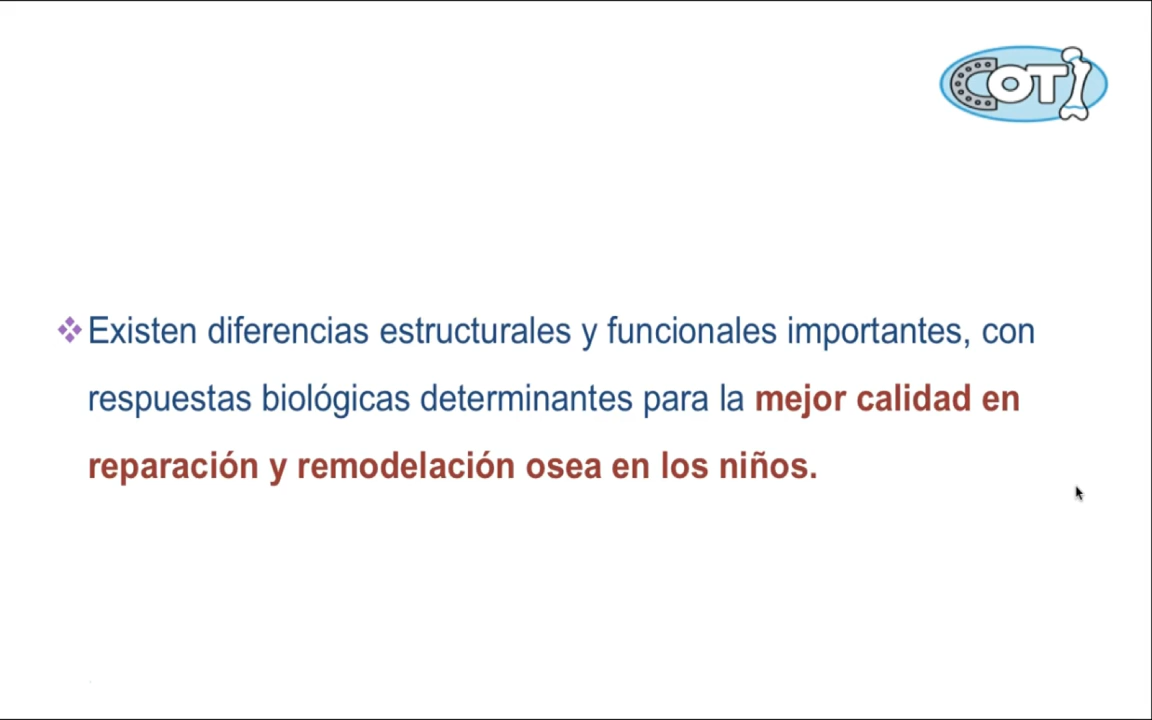 COTI
Existen diferencias estructurales y funcionales importantes, con
respuestas biológicas determinantes para la mejor calidad en
reparación y remodelación osea en los niños.